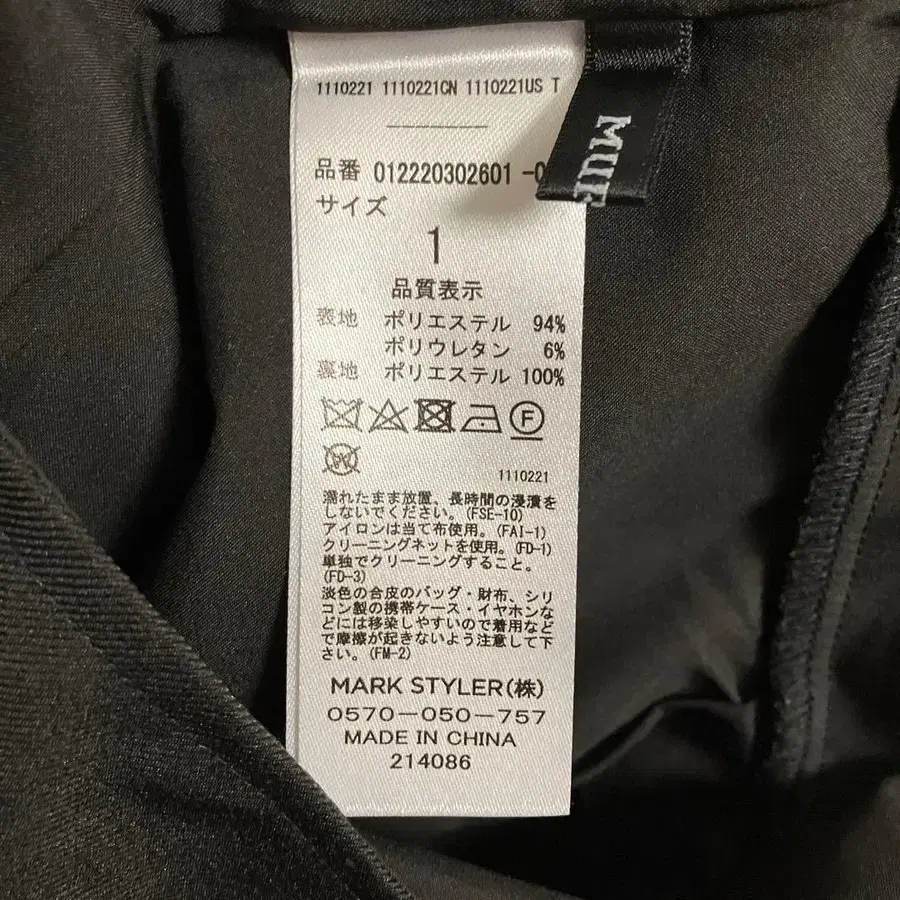 1110221 1110221CN 1110221US T
-------
品番 012220302601 -0
サイズ
1
品質表示
表地 ポリエステル 94%
ポリウレタン 6%
裏地 ポリエステル 100%
F
W
1110221
濡れたまま放置、長時間の浸漬を
しないでください。(FSE-10)
アイロンは当て布使用。(FAI-1)
クリーニングネットを使用。(FD-1)
単独でクリーニングすること。
(FD-3)
淡色の合皮のバッグ・財布、シリ
コン製の携帯ケース・イヤホンな
どには移染しやすいので着用など
で摩擦が起きないよう注意して下
さい。(FM-2)
MARK STYLER(株)
0570-050-757
MADE IN CHINA
214086